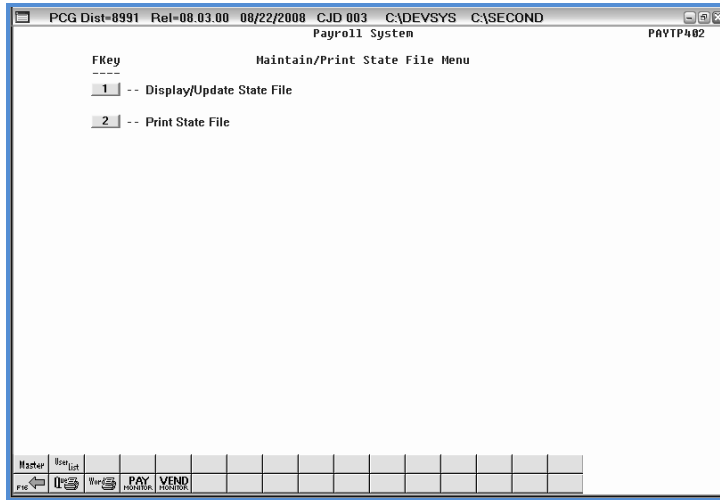 PCG Dist=8991 Rel=08.03.00 08/22/2008 CJD 003 C:\DEVSYS C:\SECOND
Payroll System PAYTP402
FKey Maintain/Print State File Menu
----
1 -- Display/Update State File
2 -- Print State File
Master User List
F16 Word PAY MONITOR VEND MONITOR